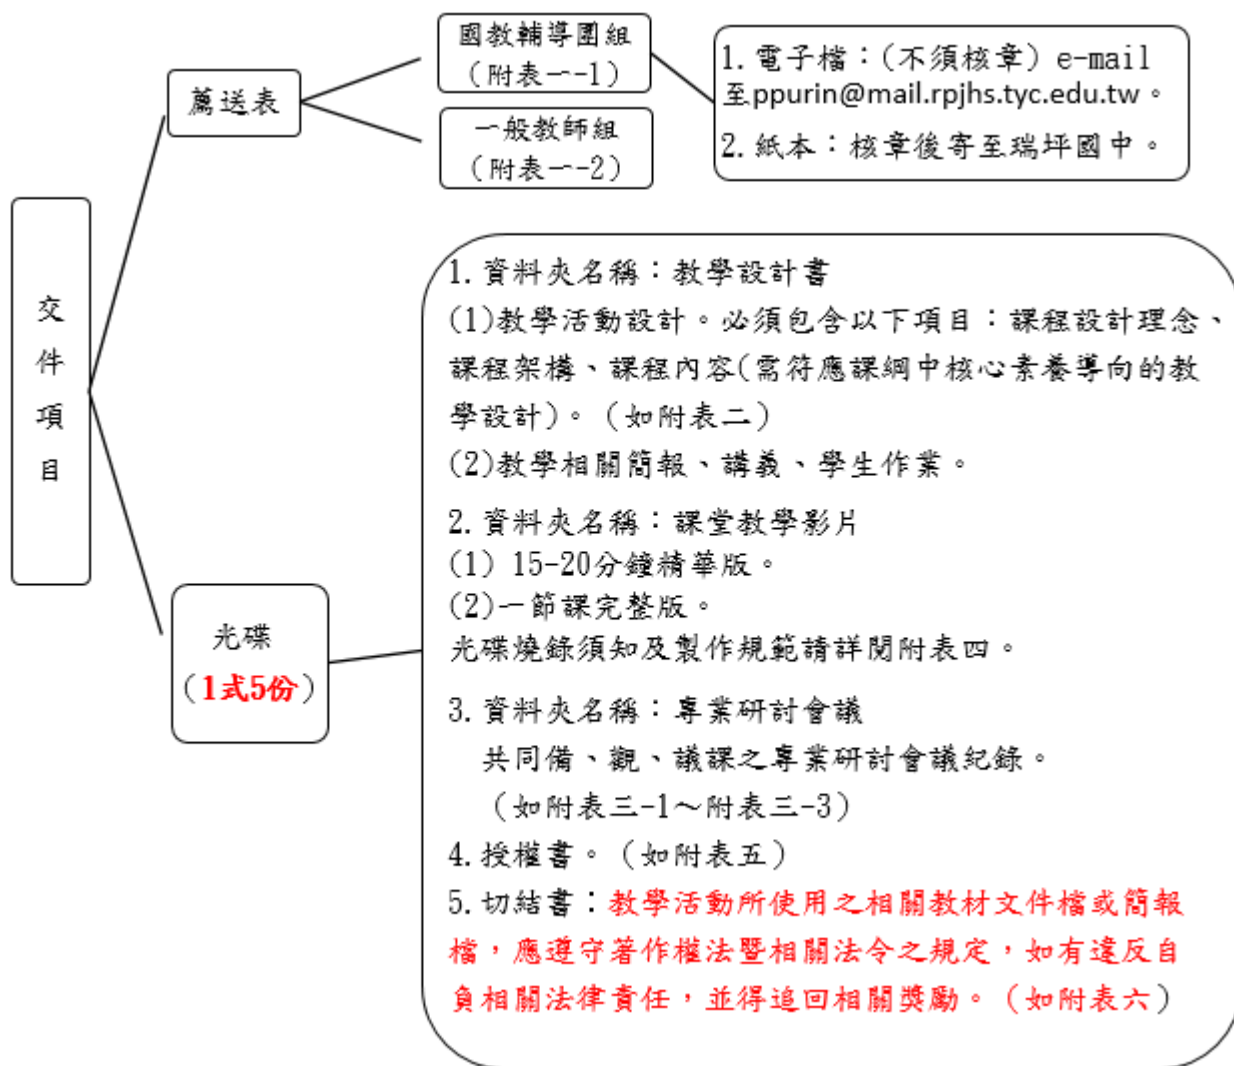 交件項目
薦送表
國教輔導團組
(附表一-1)
一般教師組
(附表一-2)
1.電子檔：(不須核章) e-mail
至ppurin@mail.rpjhs.tyc.edu.tw。
2.紙本：核章後寄至瑞坪國中。
光碟
(1式5份)
1.資料夾名稱：教學設計書
(1)教學活動設計。必須包含以下項目：課程設計理念、
課程架構、課程內容(需符應課綱中核心素養導向的教
學設計)。(如附表二)
(2)教學相關簡報、講義、學生作業。
2.資料夾名稱：課堂教學影片
(1) 15-20分鐘精華版。
(2)一節課完整版。
光碟燒錄須知及製作規範請詳閱附表四。
3.資料夾名稱：專業研討會議
共同備、觀、議課之專業研討會議紀錄。
(如附表三-1～附表三-3)
4.授權書。(如附表五)
5.切結書：教學活動所使用之相關教材文件檔或簡報
檔，應遵守著作權法暨相關法令之規定，如有違反自
負相關法律責任，並得追回相關獎勵。(如附表六)